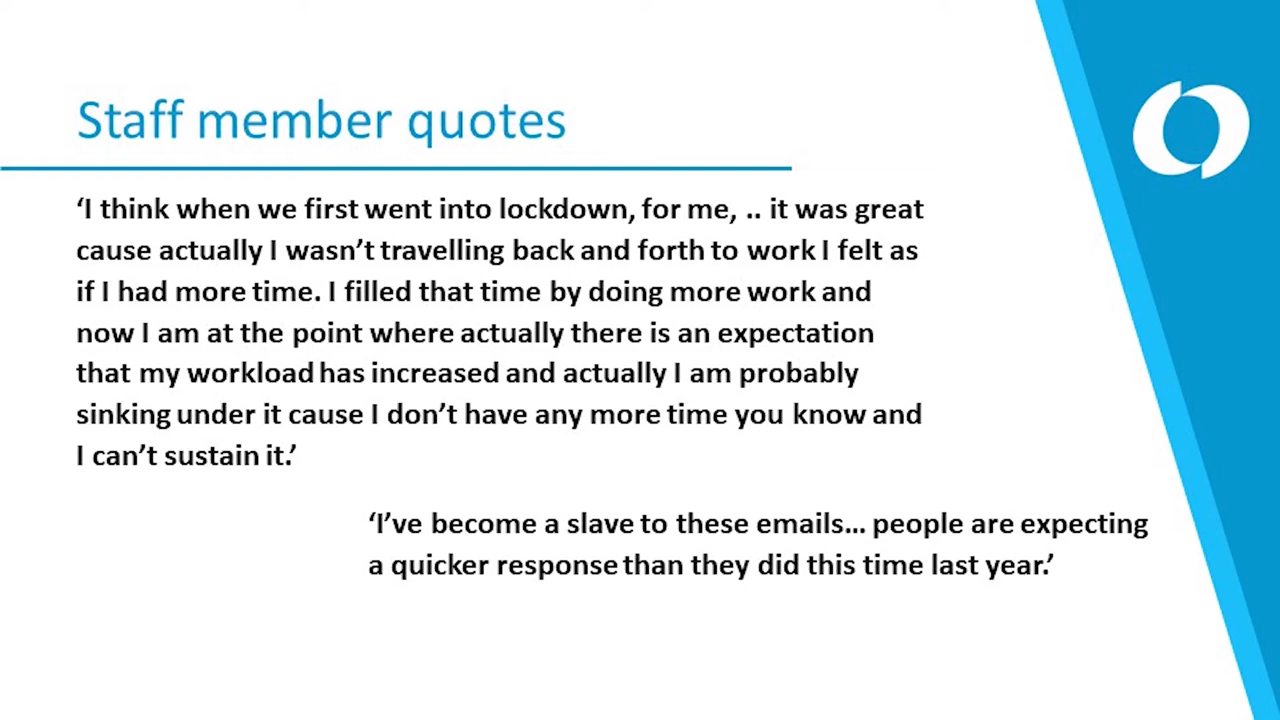 Staff member quotes
‘I think when we first went into lockdown, for me, .. it was great
cause actually I wasn’t travelling back and forth to work I felt as
if I had more time. I filled that time by doing more work and
now I am at the point where actually there is an expectation
that my workload has increased and actually I am probably
sinking under it cause I don’t have any more time you know and
I can’t sustain it.’
‘I’ve become a slave to these emails… people are expecting
a quicker response than they did this time last year.’